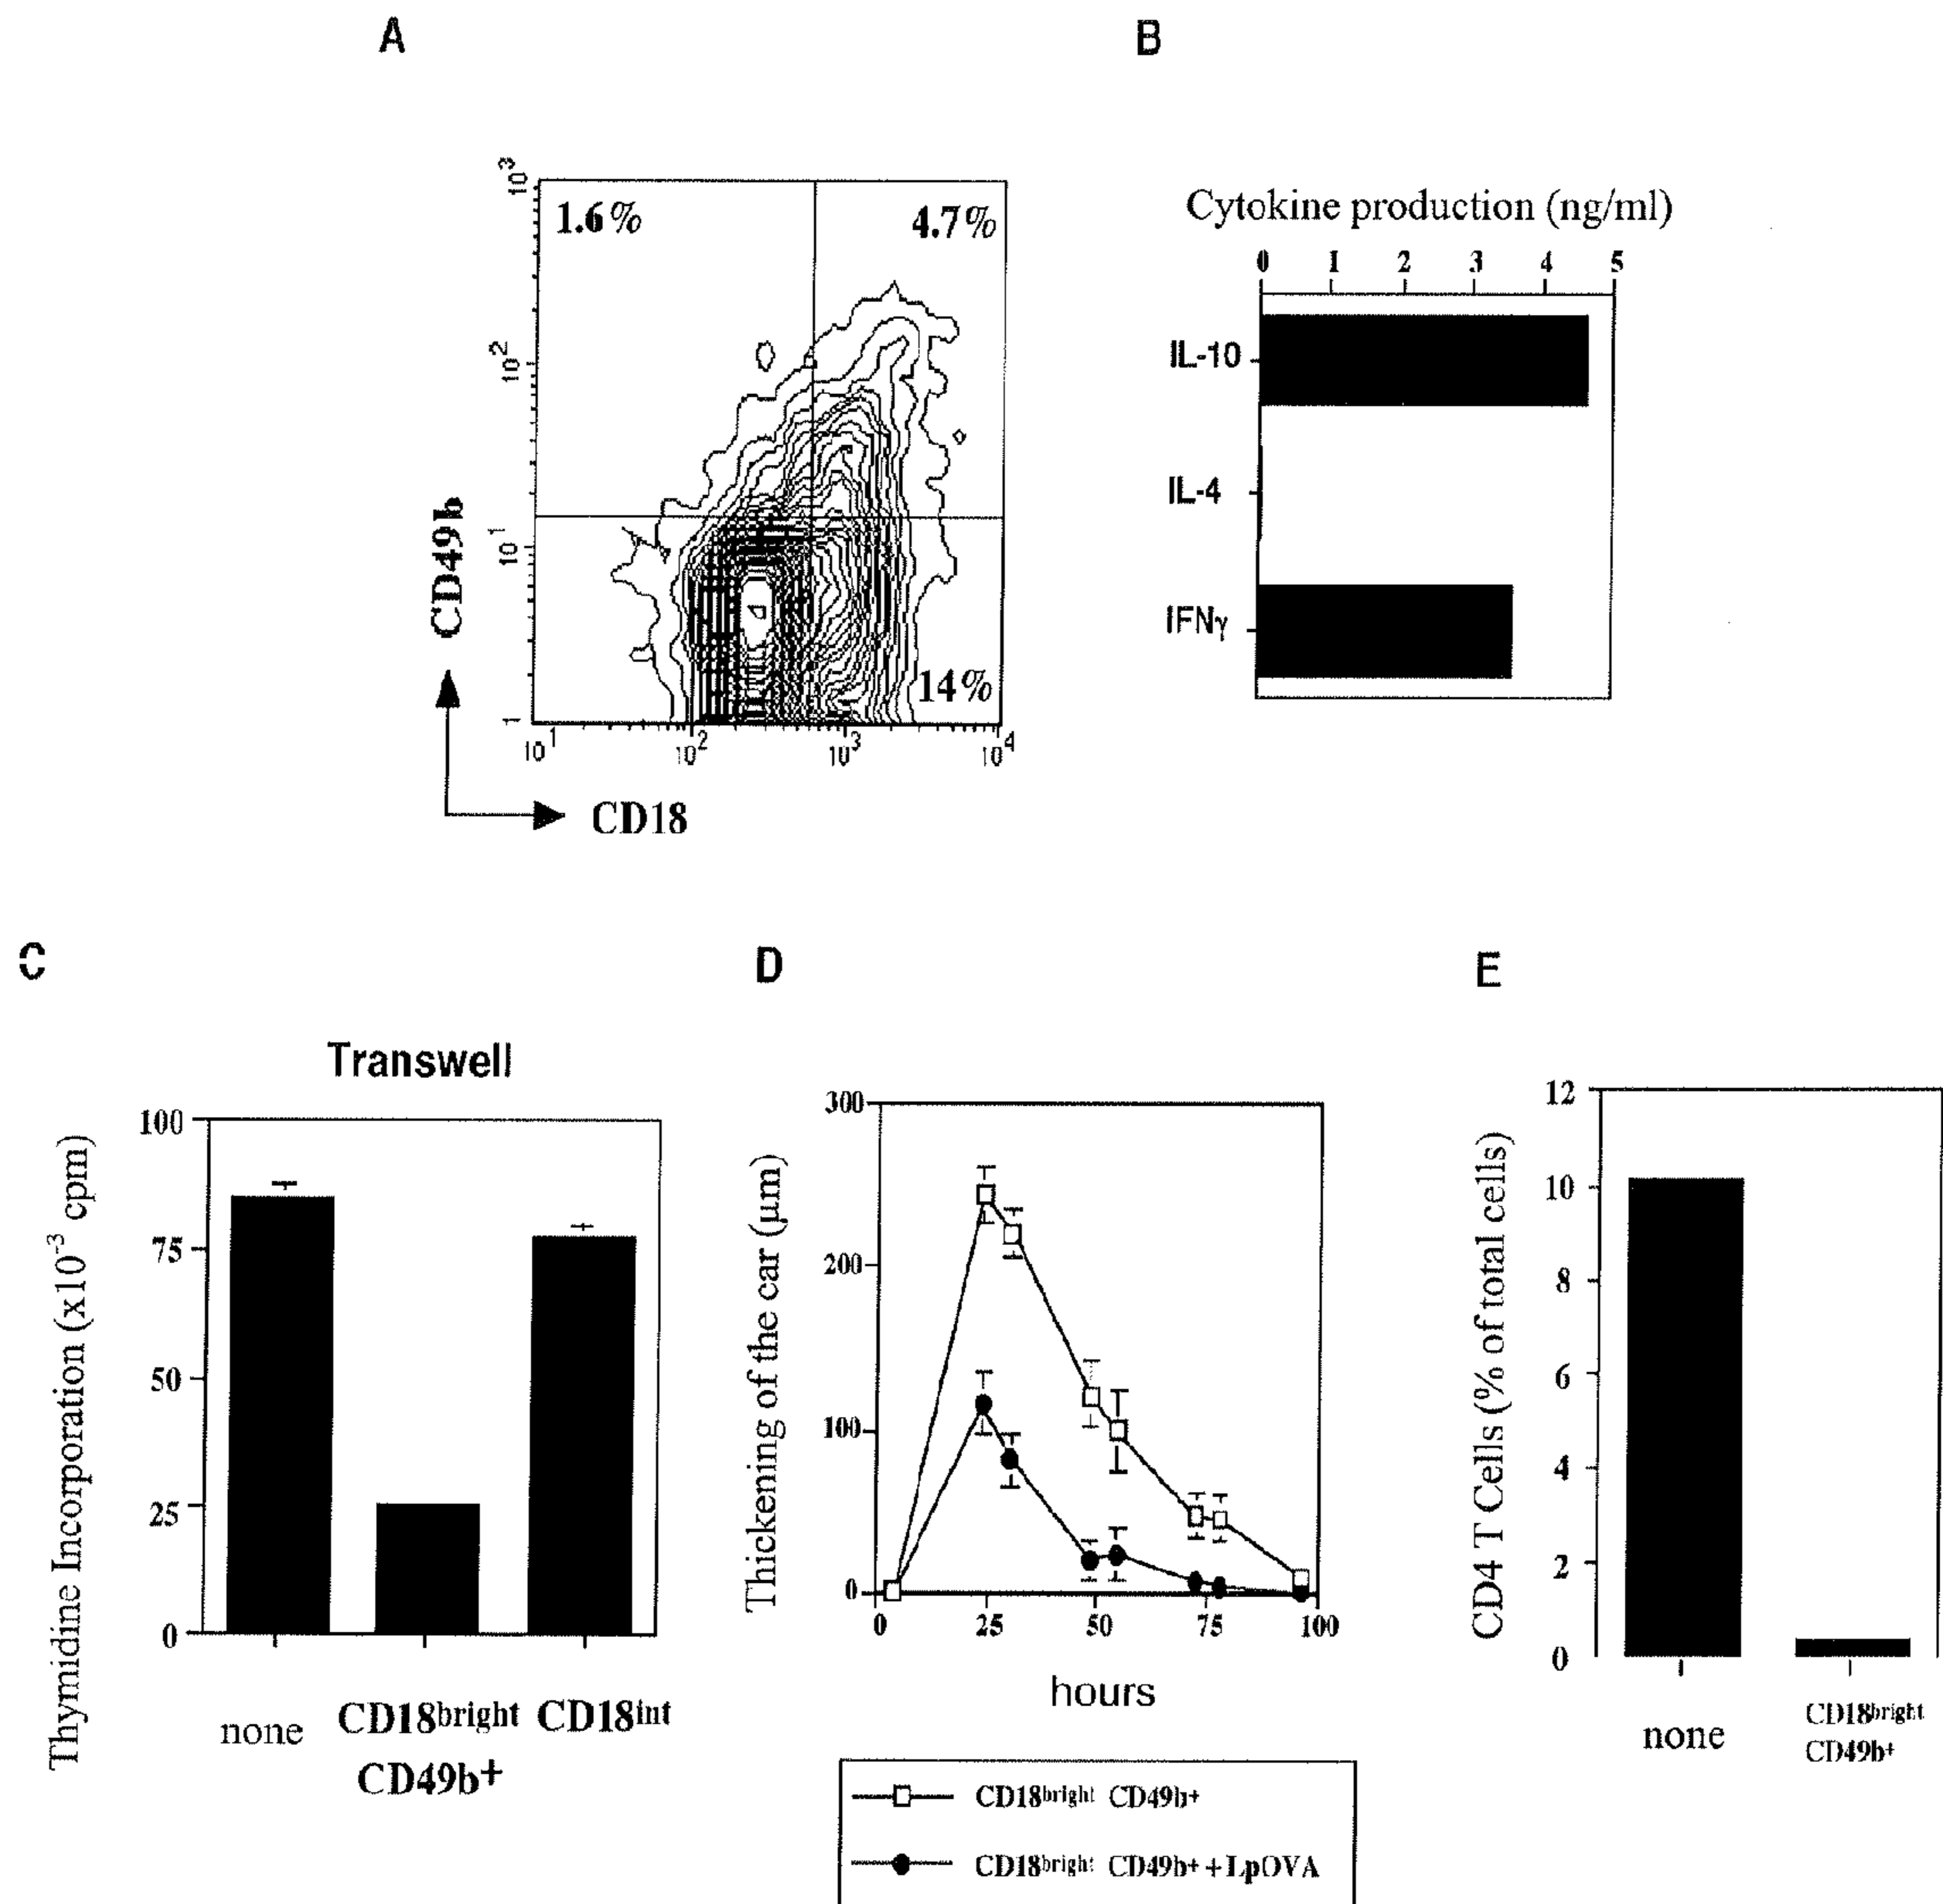 A
10³
10²
10¹
1
1.6%
4.7%
14%
CD49b
10¹
10²
10³
10⁴
CD18
B
Cytokine production (ng/ml)
0
1
2
3
4
5
IL-10
IL-4
IFNγ
C
Transwell
Thymidine Incorporation (x10⁻³ cpm)
100
75
50
25
0
none
CD18bright
CD49b+
CD18int
D
Thickening of the car (μm)
300
200
100
0
0
25
50
75
100
hours
CD18bright CD49b+
CD18bright CD49b+ +LpOVA
E
CD4 T Cells (% of total cells)
12
10
8
6
4
2
0
none
CD18bright
CD49b+